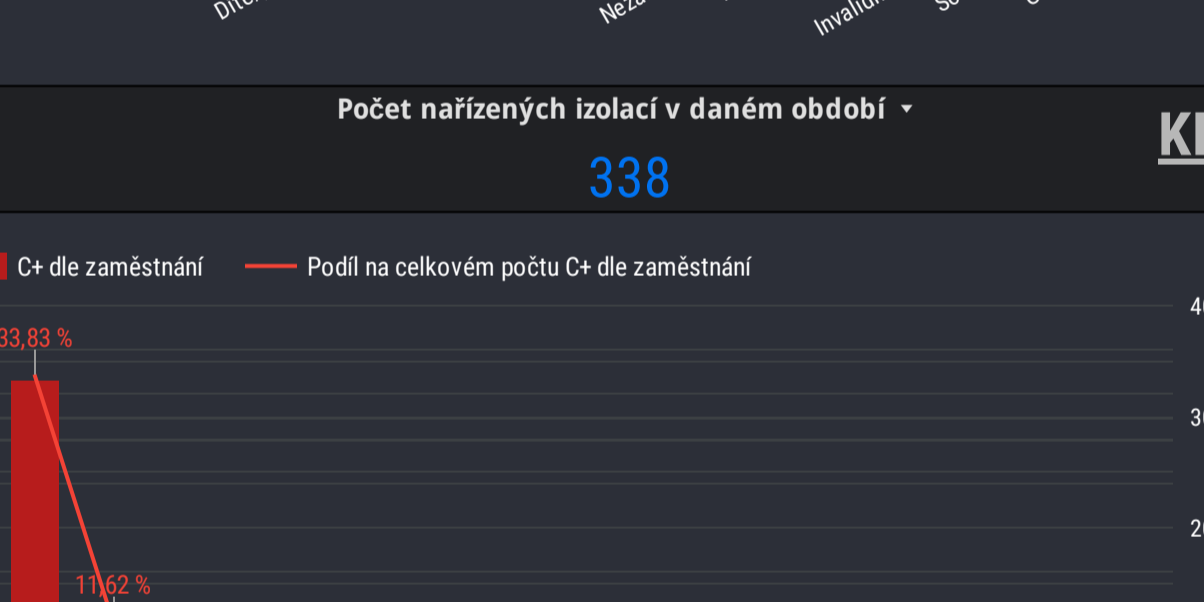 Počet nařízených izolací v daném období
338
C+ dle zaměstnání
Podíl na celkovém počtu C+ dle zaměstnání
33,83 %
11,62 %